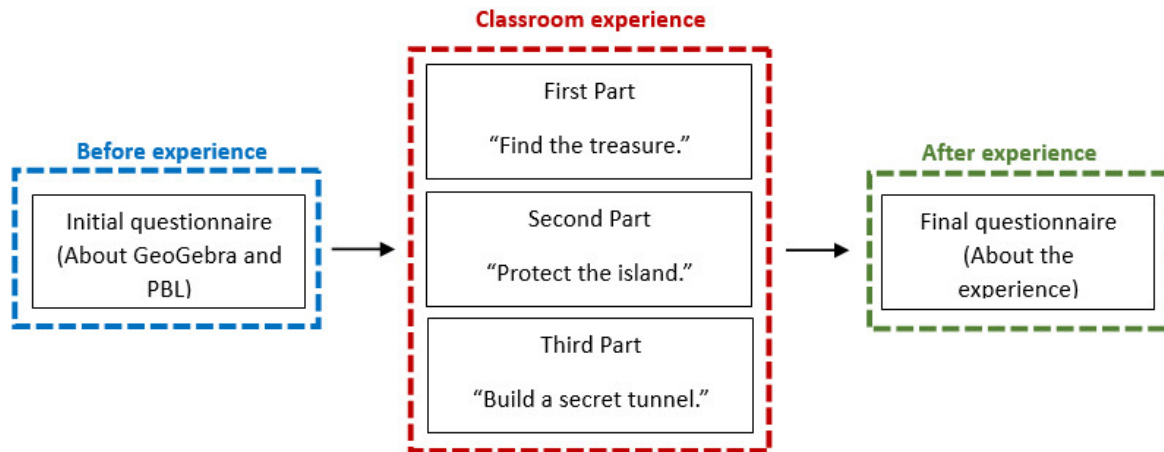 Before experience
Initial questionnaire
(About GeoGebra and
PBL)
Classroom experience
First Part
“Find the treasure.”
Second Part
“Protect the island.”
Third Part
“Build a secret tunnel.”
After experience
Final questionnaire
(About the
experience)